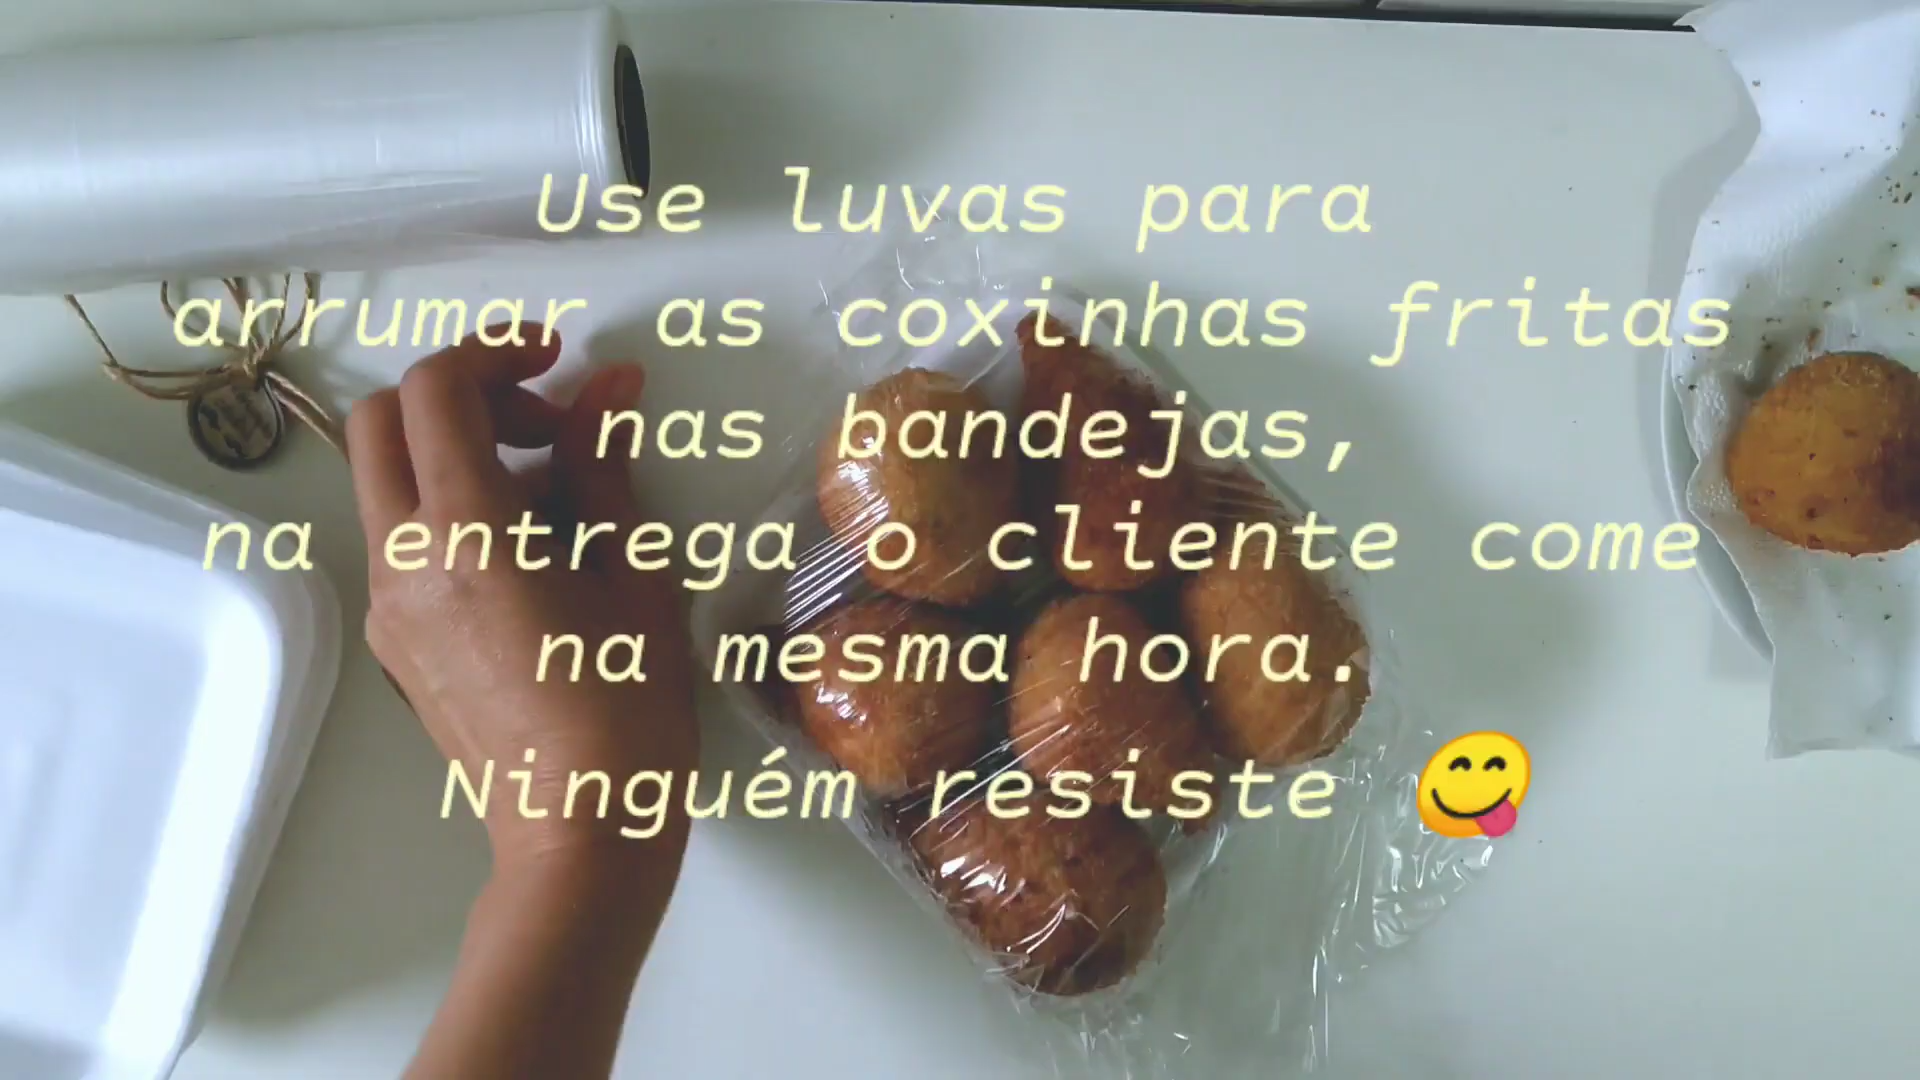 Use luvas para
arrumar as coxinhas fritas
nas bandejas,
na entrega o cliente come
na mesma hora.
Ninguém resiste 😋